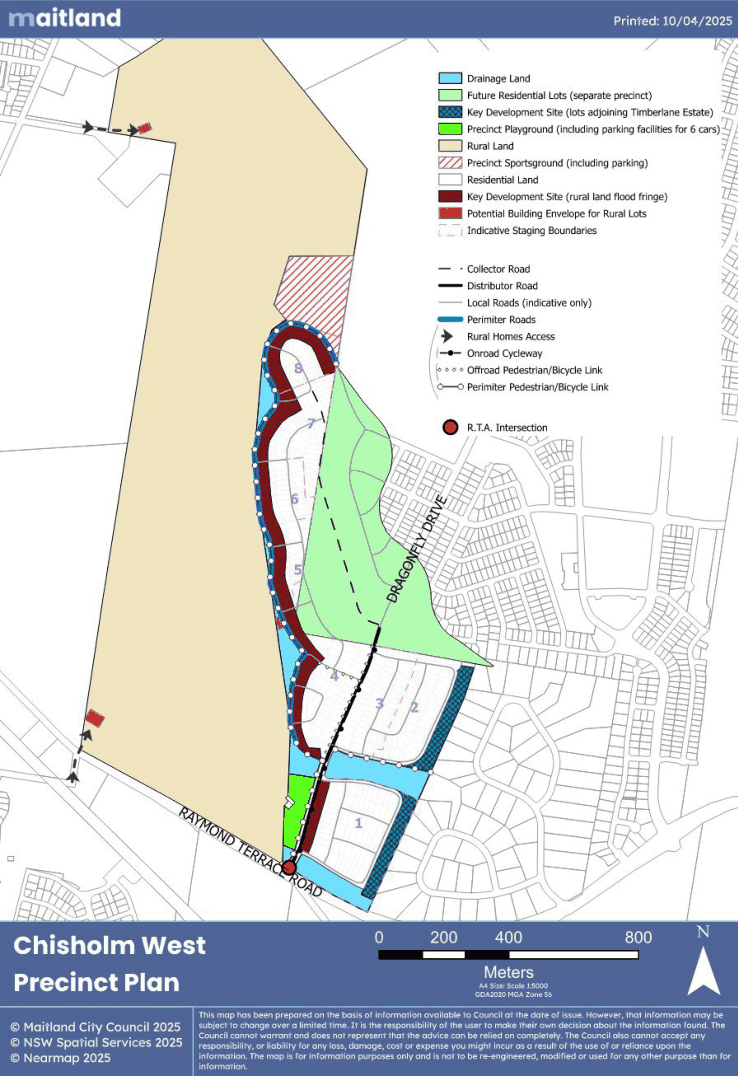 maitland
Printed: 10/04/2025
Drainage Land
Future Residential Lots (separate precinct)
Key Development Site (lots adjoining Timberlane Estate)
Precinct Playground (including parking facilities for 6 cars)
Rural Land
Precinct Sportsground (including parking)
Residential Land
Key Development Site (rural land flood fringe)
Potential Building Envelope for Rural Lots
Indicative Staging Boundaries
Collector Road
Distributor Road
Local Roads (indicative only)
Perimiter Roads
Rural Homes Access
Onroad Cycleway
Offroad Pedestrian/Bicycle Link
Perimiter Pedestrian/Bicycle Link
R.T.A. Intersection
8
7
6
5
DRAGONFLY DRIVE
4
3
2
1
RAYMOND TERRACE ROAD
Chisholm West
Precinct Plan
0 200 400 800
Meters
A4 Size: Scale 1:5000
GDA2020 MGA Zone 56
N
© Maitland City Council 2025
© NSW Spatial Services 2025
© Nearmap 2025
This map has been prepared on the basis of information available to Council at the date of issue. However, that information may be
subject to change over a limited time. It is the responsibility of the user to make their own decision about the information found. The
Council cannot warrant and does not represent that the advice can be relied on completely. The Council also cannot accept any
responsibility, or liability for any loss, damage, cost or expense you might incur as a result of the use of or reliance upon the
information. The map is for information purposes only and is not to be re-engineered, modified or used for any other purpose than for
information.